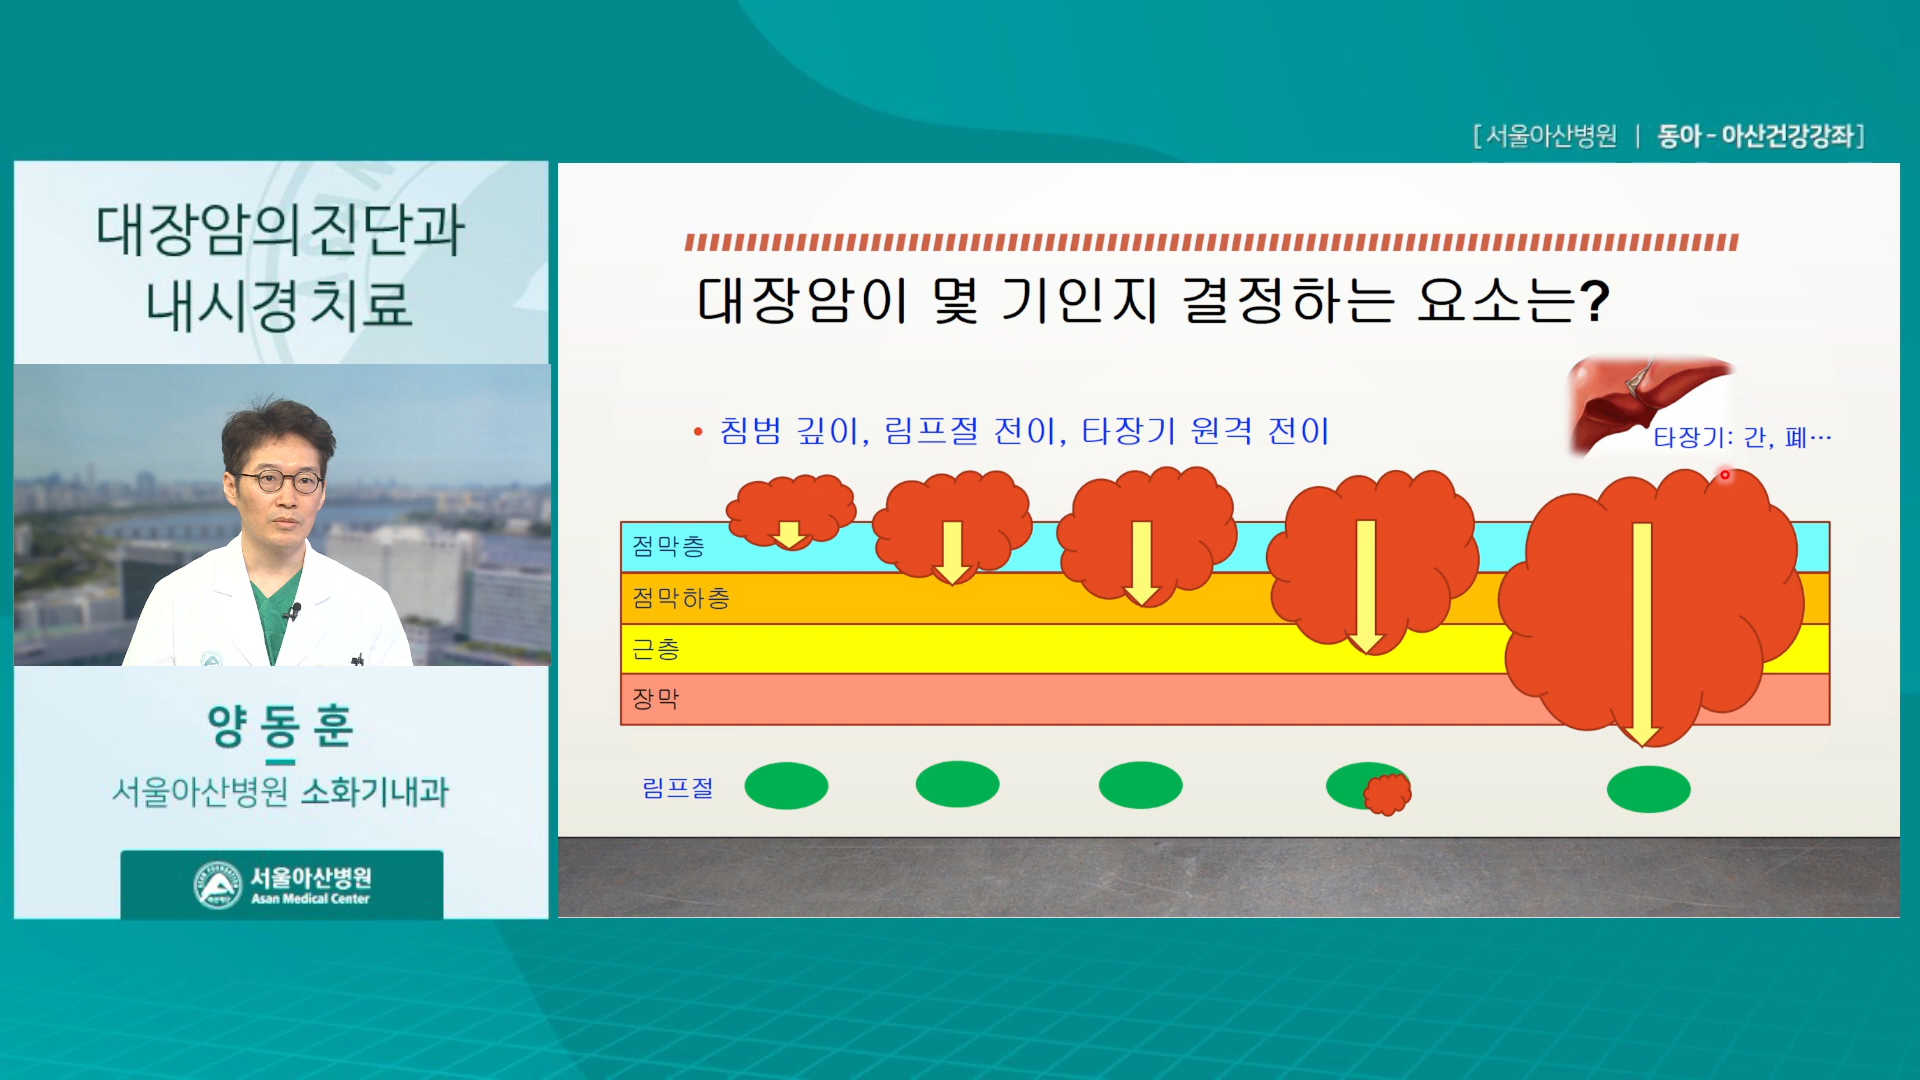 [ 서울아산병원 | 동아 - 아산건강강좌 ]
대장암의 진단과
내시경 치료
양동훈
서울아산병원 소화기내과
서울아산병원
Asan Medical Center
대장암이 몇 기인지 결정하는 요소는?
• 침범 깊이, 림프절 전이, 타장기 원격 전이
타장기: 간, 폐…
점막층
점막하층
근층
장막
림프절